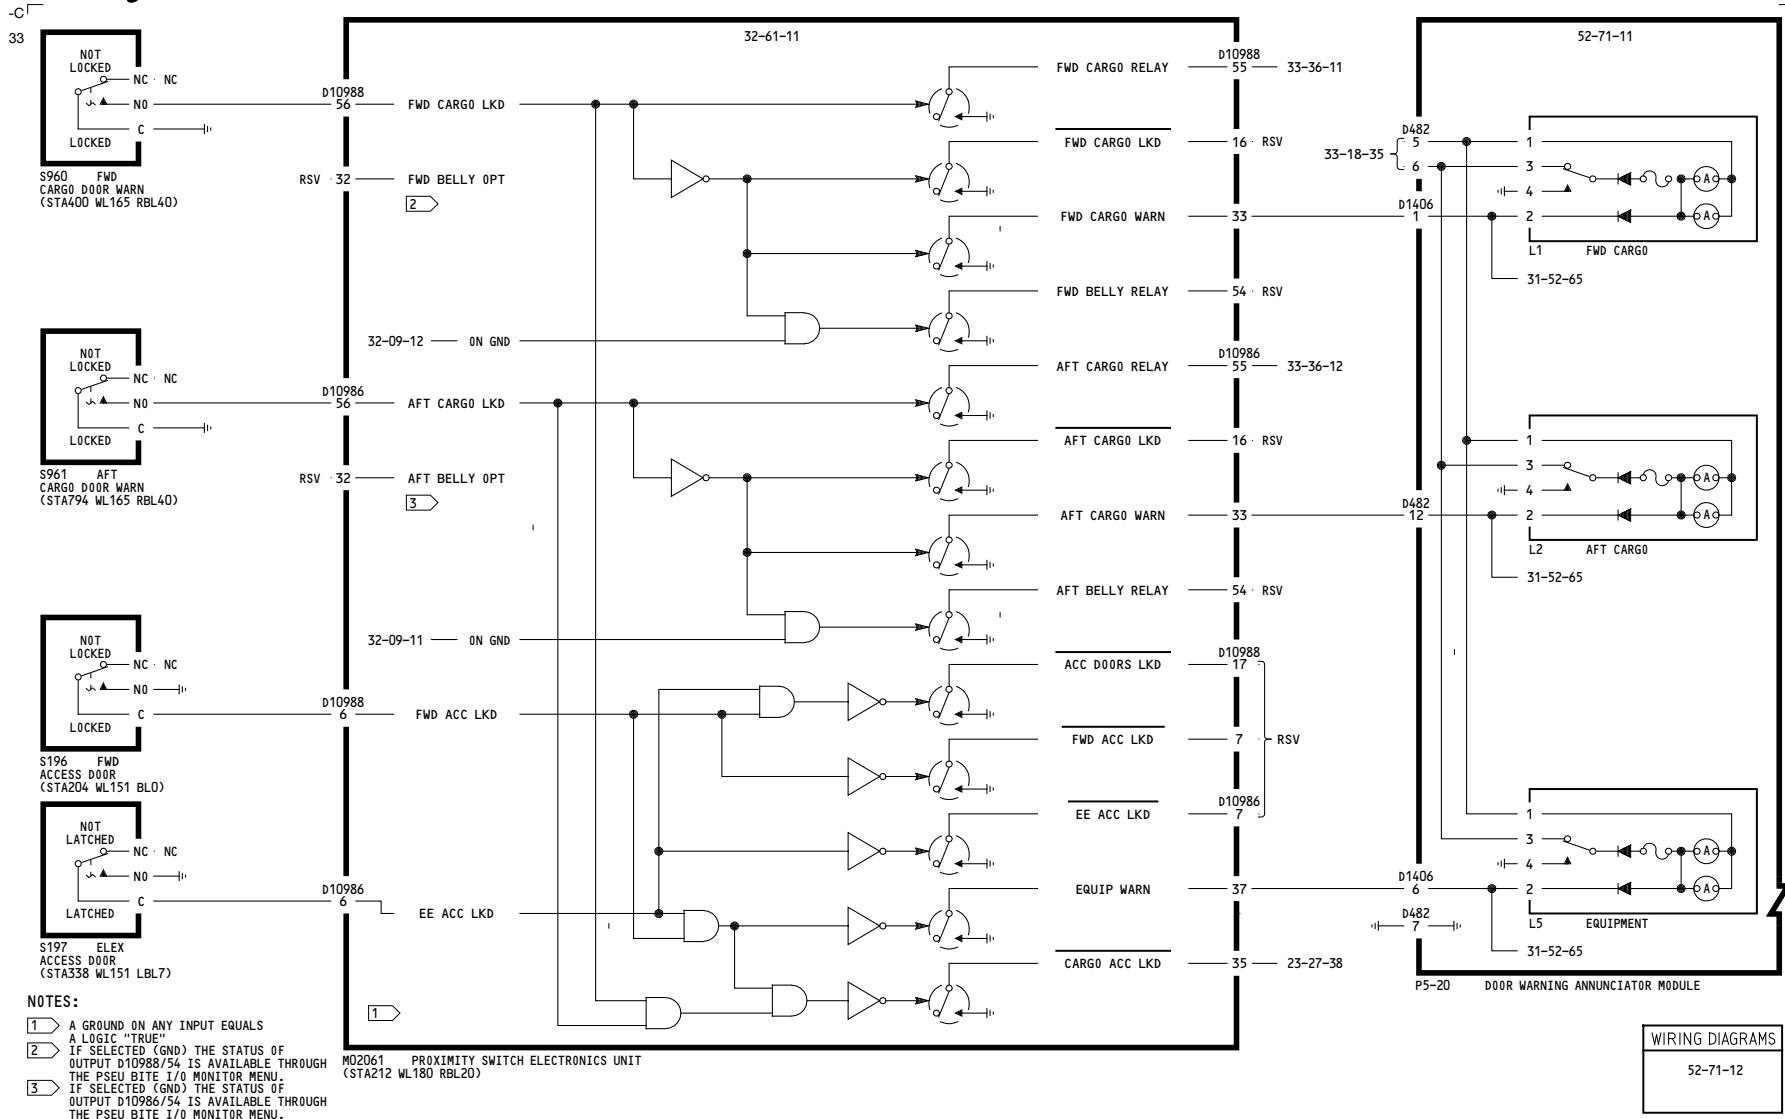 -C
33
32-61-11
52-71-11
NOT
LOCKED
NC NC
NO
C
LOCKED
S960 FWD
CARGO DOOR WARN
(STA400 WL165 RBL40)
D10988
56 FWD CARGO LKD
RSV 32 FWD BELLY OPT
2
32-09-12 ON GND
NOT
LOCKED
NC NC
NO
C
LOCKED
S961 AFT
CARGO DOOR WARN
(STA794 WL165 RBL40)
D10986
56 AFT CARGO LKD
RSV 32 AFT BELLY OPT
3
32-09-11 ON GND
NOT
LOCKED
NC NC
NO
C
LOCKED
S196 FWD
ACCESS DOOR
(STA204 WL151 BL0)
D10988
6 FWD ACC LKD
NOT
LATCHED
NC NC
NO
C
LATCHED
S197 ELEX
ACCESS DOOR
(STA338 WL151 LBL7)
D10986
6 EE ACC LKD
1
D10988
FWD CARGO RELAY 55 33-36-11
FWD CARGO LKD 16 RSV
FWD CARGO WARN 33
FWD BELLY RELAY 54 RSV
D10986
AFT CARGO RELAY 55 33-36-12
AFT CARGO LKD 16 RSV
AFT CARGO WARN 33
AFT BELLY RELAY 54 RSV
D10988
ACC DOORS LKD 17
FWD ACC LKD 7 RSV
D10986
EE ACC LKD 7
EQUIP WARN 37
CARGO ACC LKD 35 23-27-38
M02061 PROXIMITY SWITCH ELECTRONICS UNIT
(STA212 WL180 RBL20)
D482
5
33-18-35
6
D1406
1
1
3
4
2
A
A
L1 FWD CARGO
31-52-65
D482
12
1
3
4
2
A
A
L2 AFT CARGO
31-52-65
D1406
6
D482
7
1
3
4
2
A
A
L5 EQUIPMENT
31-52-65
P5-20 DOOR WARNING ANNUNCIATOR MODULE
NOTES:
1 A GROUND ON ANY INPUT EQUALS
A LOGIC "TRUE"
2 IF SELECTED (GND) THE STATUS OF
OUTPUT D10988/54 IS AVAILABLE THROUGH
THE PSEU BITE I/O MONITOR MENU.
3 IF SELECTED (GND) THE STATUS OF
OUTPUT D10986/54 IS AVAILABLE THROUGH
THE PSEU BITE I/O MONITOR MENU.
WIRING DIAGRAMS
52-71-12